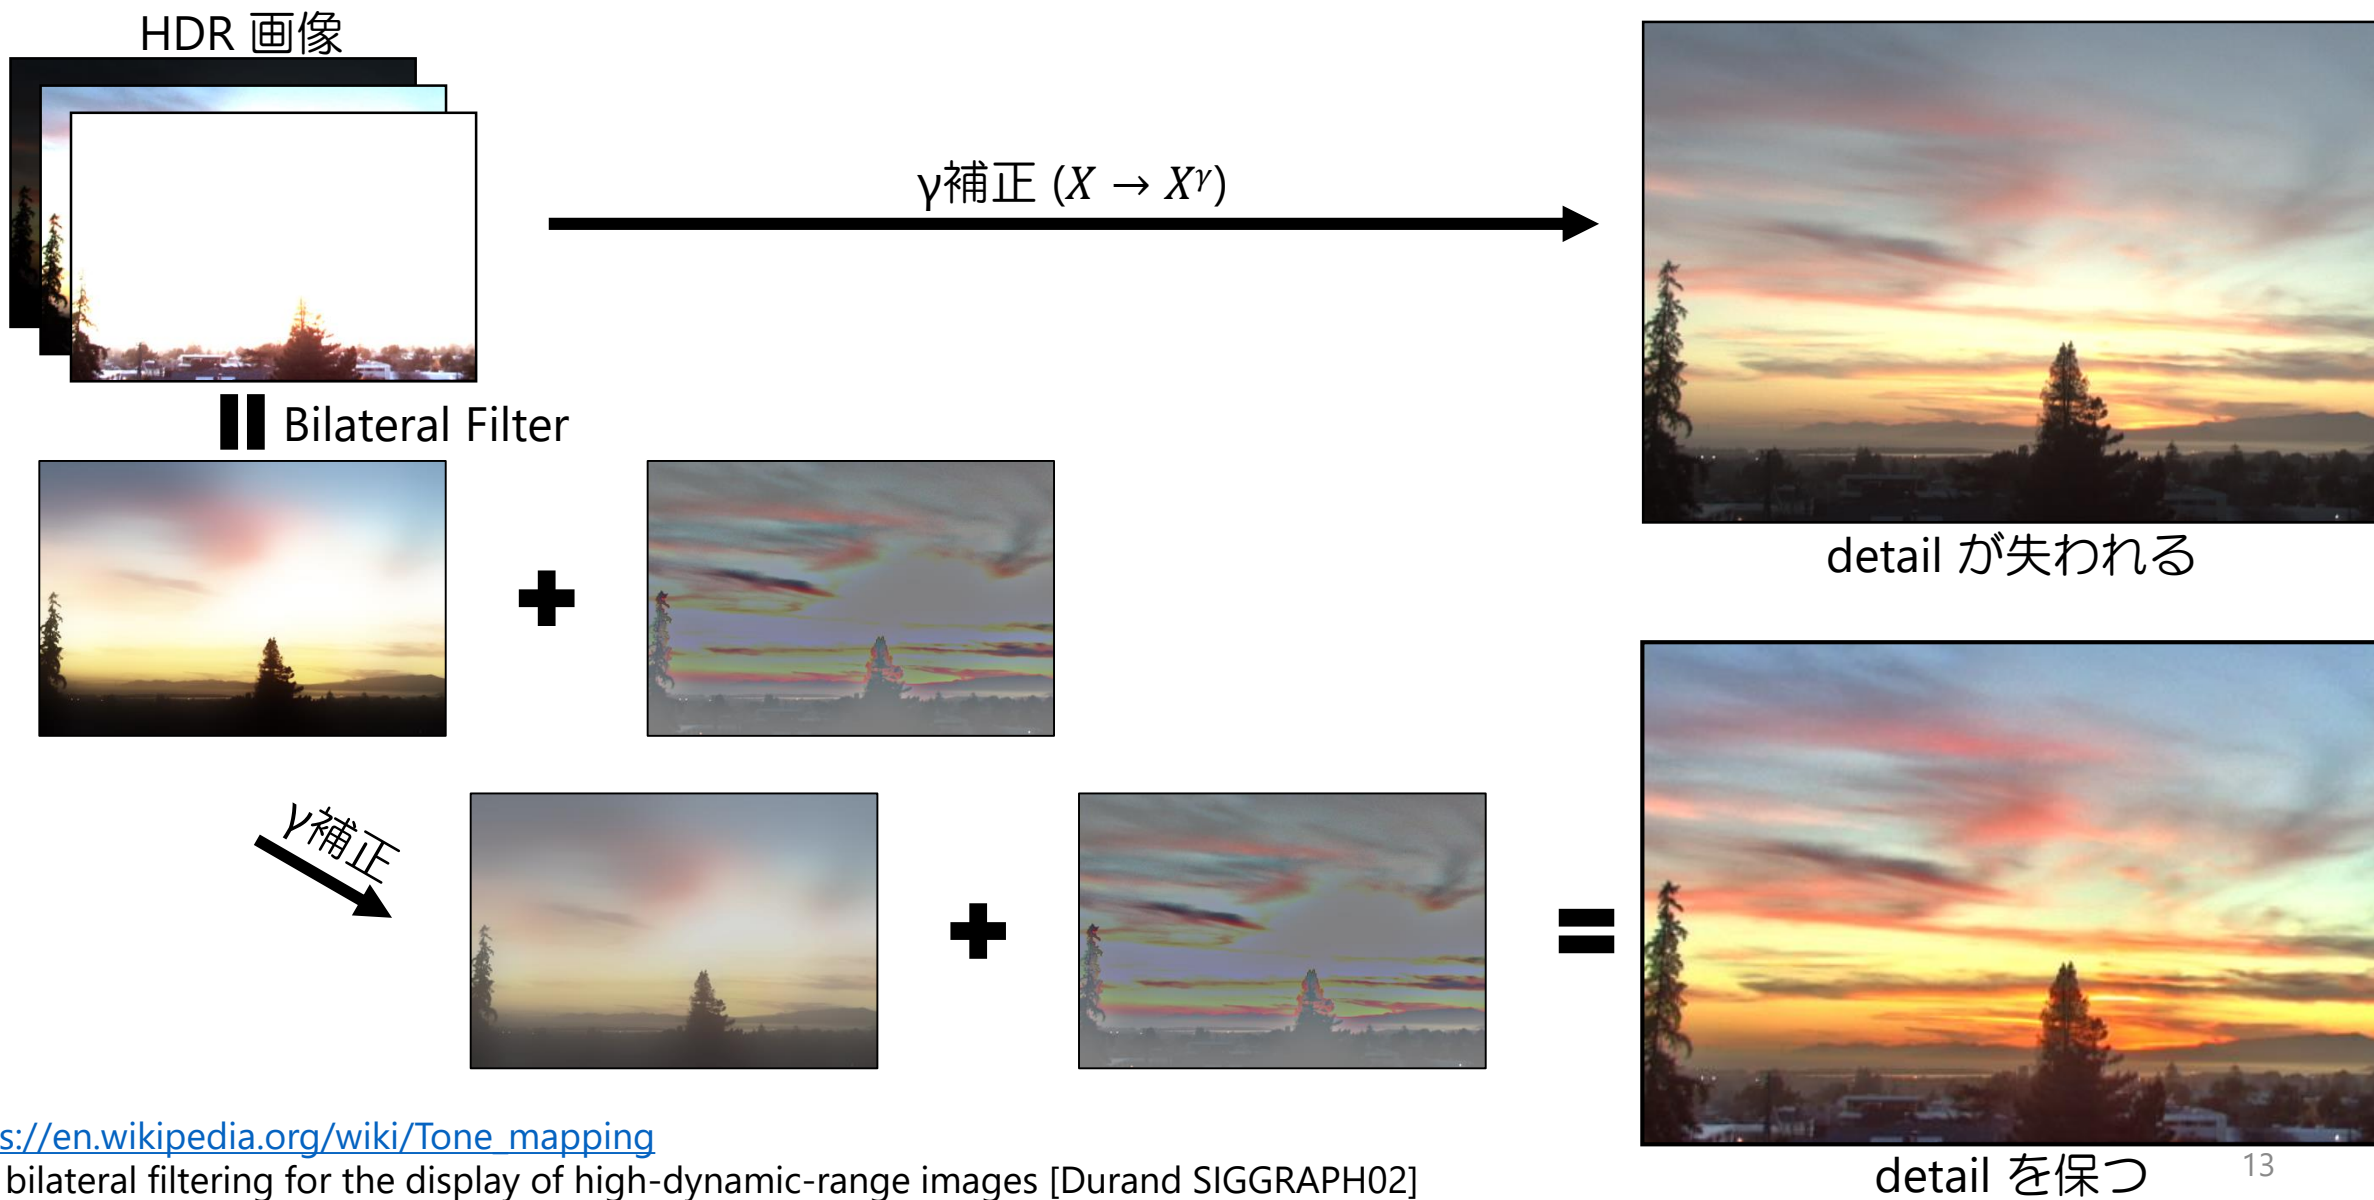 HDR 画像
γ補正 (X → X^γ)
Bilateral Filter
detail が失われる
γ補正
detail を保つ
s://en.wikipedia.org/wiki/Tone_mapping
bilateral filtering for the display of high-dynamic-range images [Durand SIGGRAPH02]
13